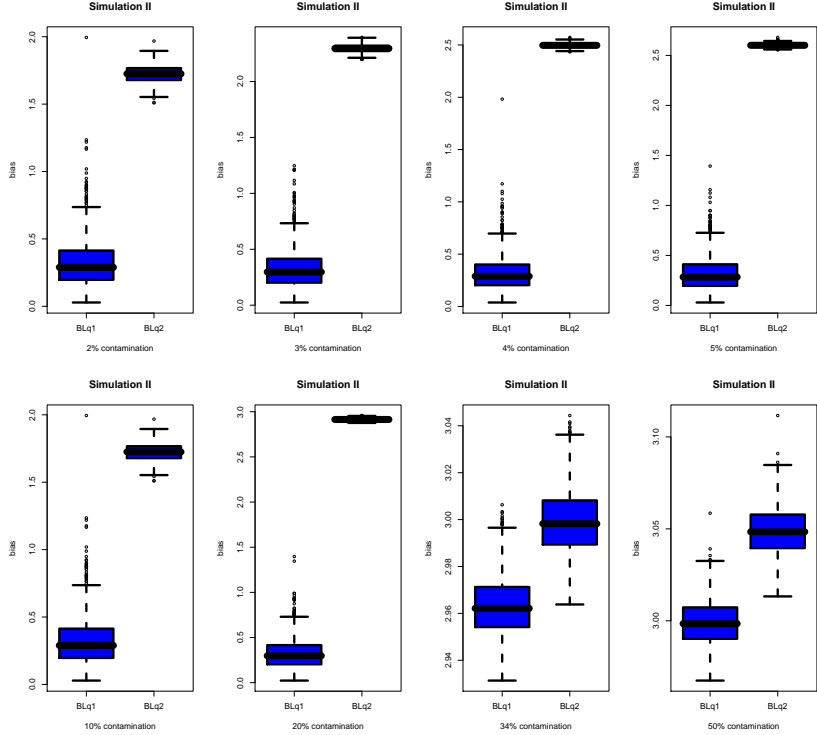 Simulation II
Simulation II
Simulation II
Simulation II
bias
0.0
0.5
1.0
1.5
2.0
BLq1
BLq2
2% contamination
bias
0.0
0.5
1.0
1.5
2.0
BLq1
BLq2
3% contamination
bias
0.0
0.5
1.0
1.5
2.0
2.5
BLq1
BLq2
4% contamination
bias
0.0
0.5
1.0
1.5
2.0
2.5
BLq1
BLq2
5% contamination
Simulation II
Simulation II
Simulation II
Simulation II
bias
0.0
0.5
1.0
1.5
2.0
BLq1
BLq2
10% contamination
bias
0.0
0.5
1.0
1.5
2.0
2.5
3.0
BLq1
BLq2
20% contamination
bias
2.94
2.96
2.98
3.00
3.02
3.04
BLq1
BLq2
34% contamination
bias
3.00
3.05
3.10
BLq1
BLq2
50% contamination